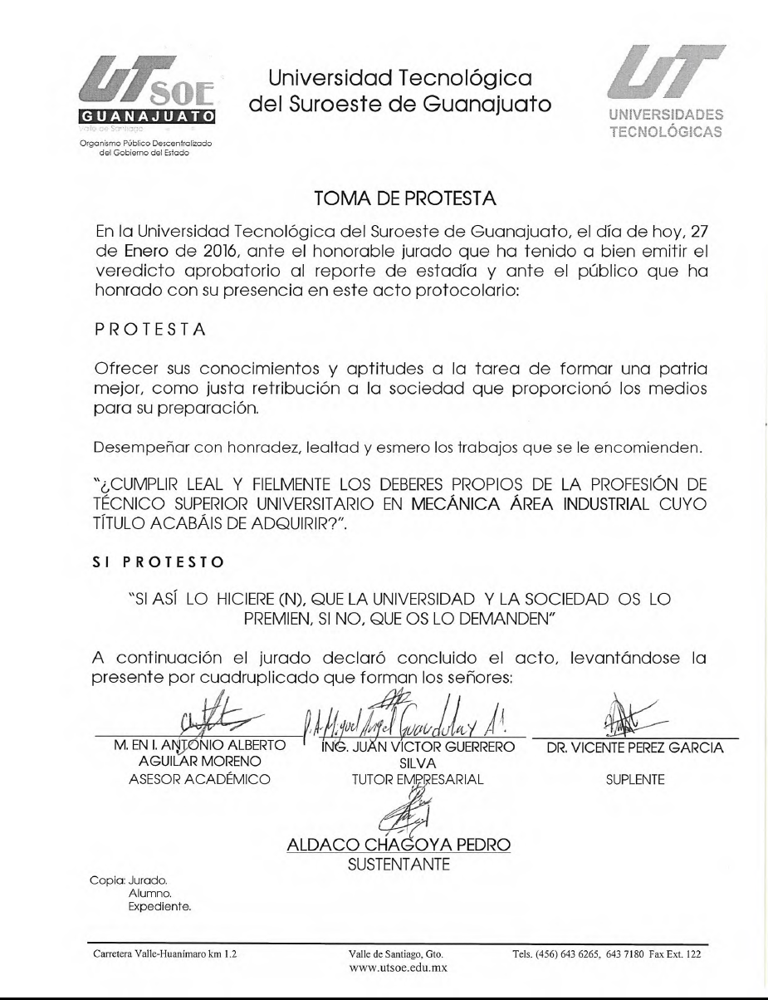 UTSOE
GUANAJUATO
Valle de Santiago
Organismo Público Descentralizado
del Gobierno del Estado
Universidad Tecnológica
del Suroeste de Guanajuato
UT
UNIVERSIDADES
TECNOLÓGICAS
TOMA DE PROTESTA
En la Universidad Tecnológica del Suroeste de Guanajuato, el día de hoy, 27
de Enero de 2016, ante el honorable jurado que ha tenido a bien emitir el
veredicto aprobatorio al reporte de estadía y ante el público que ha
honrado con su presencia en este acto protocolario:
P R O T E S T A
Ofrecer sus conocimientos y aptitudes a la tarea de formar una patria
mejor, como justa retribución a la sociedad que proporcionó los medios
para su preparación.
Desempeñar con honradez, lealtad y esmero los trabajos que se le encomienden.
"¿CUMPLIR LEAL Y FIELMENTE LOS DEBERES PROPIOS DE LA PROFESIÓN DE
TÉCNICO SUPERIOR UNIVERSITARIO EN MECÁNICA ÁREA INDUSTRIAL CUYO
TÍTULO ACABÁIS DE ADQUIRIR?".
SI PROTESTO
"SI ASÍ LO HICIERE (N), QUE LA UNIVERSIDAD Y LA SOCIEDAD OS LO
PREMIEN, SI NO, QUE OS LO DEMANDEN"
A continuación el jurado declaró concluido el acto, levantándose la
presente por cuadruplicado que forman los señores:
P.A. Miguel Angel Guardola y A.
M. EN I. ANTONIO ALBERTO
AGUILAR MORENO
ASESOR ACADÉMICO
ING. JUAN VICTOR GUERRERO
SILVA
TUTOR EMPRESARIAL
DR. VICENTE PEREZ GARCIA
SUPLENTE
ALDACO CHAGOYA PEDRO
SUSTENTANTE
Copia: Jurado.
Alumno.
Expediente.
Carretera Valle-Huanímaro km 1.2
Valle de Santiago, Gto.
www.utsoe.edu.mx
Tels. (456) 643 6265, 643 7180 Fax Ext. 122